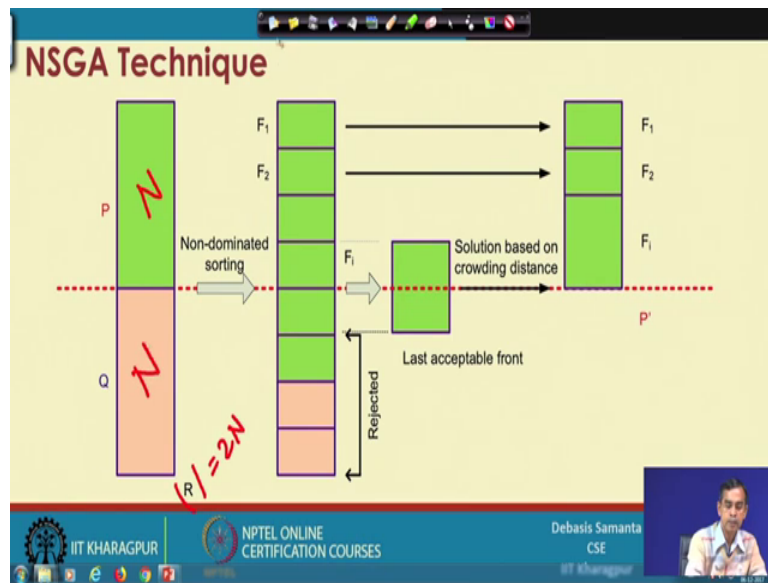 NSGA Technique
F₁
F₁
F₂
F₂
P
N
Non-dominated
sorting
Fᵢ
Solution based on
crowding distance
Fᵢ
P'
Q
N
Last acceptable front
Rejected
R
| | = 2N
IIT KHARAGPUR
NPTEL ONLINE
CERTIFICATION COURSES
Debasis Samanta
CSE
IIT Kharagpur